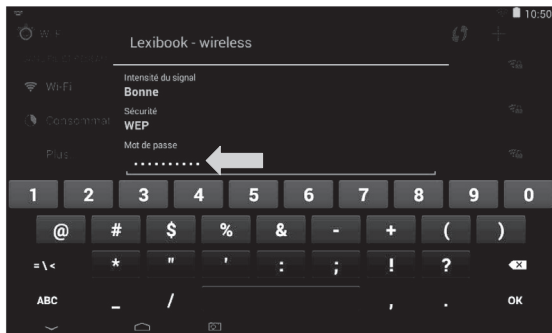 10:50
Wi-Fi
Lexibook - wireless
Intensité du signal
Bonne
Wi-Fi
Sécurité
WEP
Consommat
Mot de passe
Plus
..........
1 2 3 4 5 6 7 8 9 0
@ # $ % & - + ( )
= \ < * " ' : ; ! ?
ABC _ / , . OK